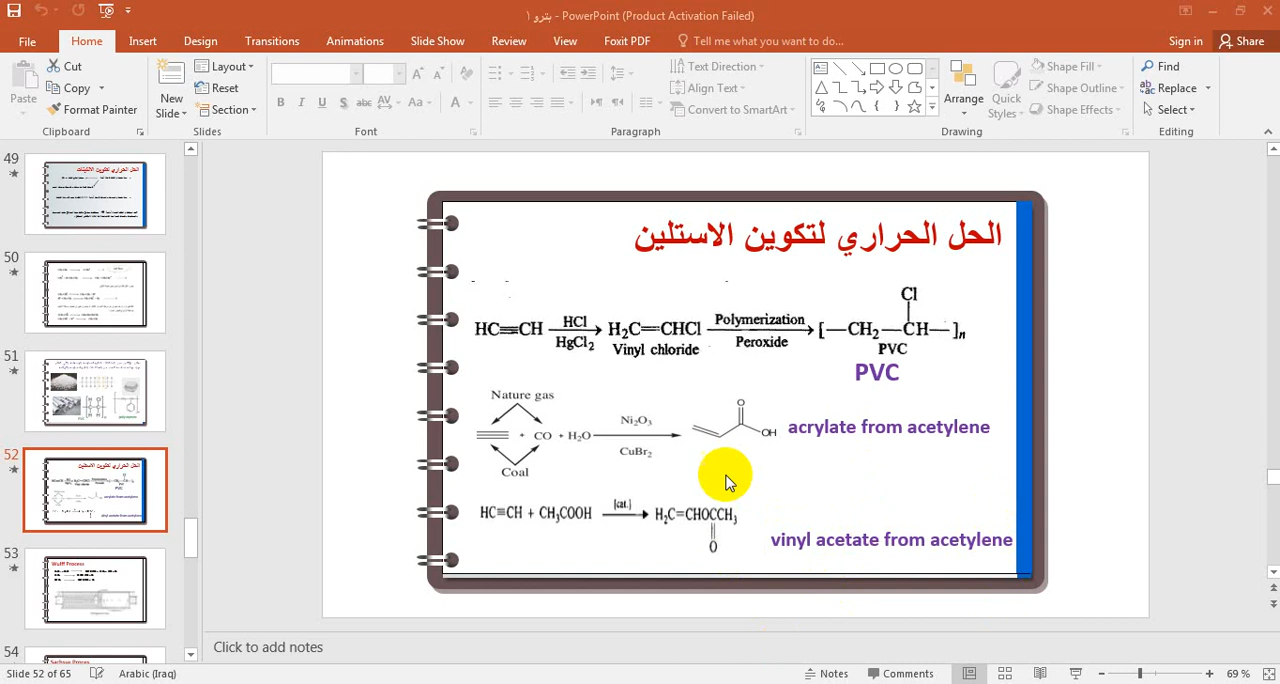 بترو ١ - PowerPoint (Product Activation Failed)
File Home Insert Design Transitions Animations Slide Show Review View Foxit PDF Tell me what you want to do... Sign in Share
Paste
Cut
Copy
Format Painter
Clipboard
New Slide
Layout
Reset
Section
Slides
B I U S abc AV Aa A
Font
Paragraph
Text Direction
Align Text
Convert to SmartArt
Arrange
Quick Styles
Drawing
Shape Fill
Shape Outline
Shape Effects
Find
Replace
Select
Editing
49
50
51
52
53
Wulff Process
54
الحل الحراري لتكوين الاستلين
HC≡CH HCl HgCl₂ H₂C=CHCl Vinyl chloride Polymerization Peroxide [—CH₂—CH—]n Cl PVC
PVC
Nature gas
+ CO + H₂O Ni₂O₃ CuBr₂ O OH
Coal
acrylate from acetylene
HC≡CH + CH₃COOH [cat.] H₂C=CHOCCH₃
O
vinyl acetate from acetylene
Click to add notes
Slide 52 of 65 Arabic (Iraq) Notes Comments 69 %